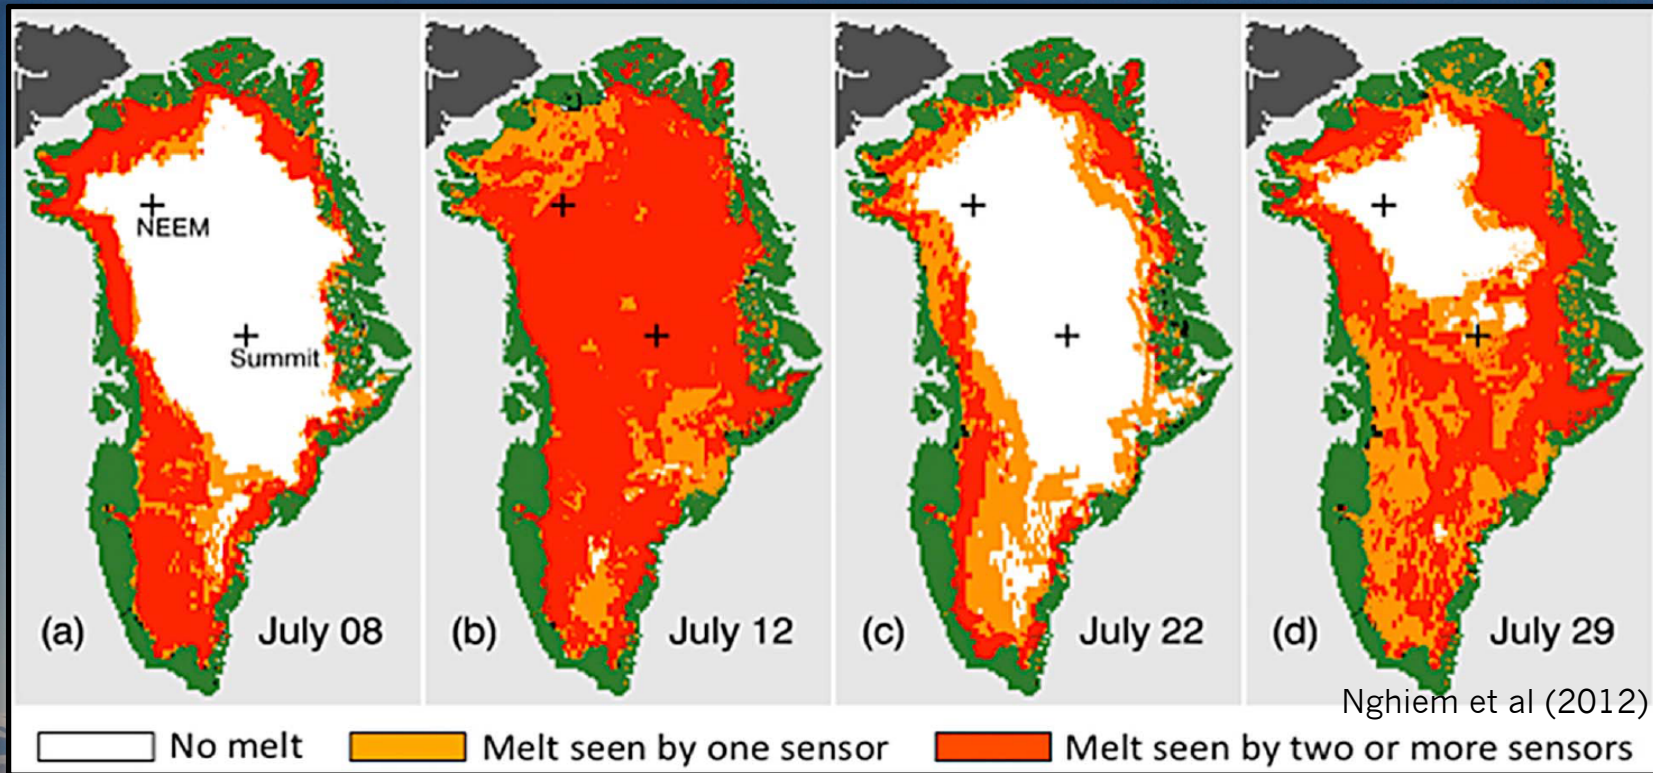 NEEM
Summit
(a) July 08
(b) July 12
(c) July 22
(d) July 29
Nghiem et al (2012)
No melt Melt seen by one sensor Melt seen by two or more sensors